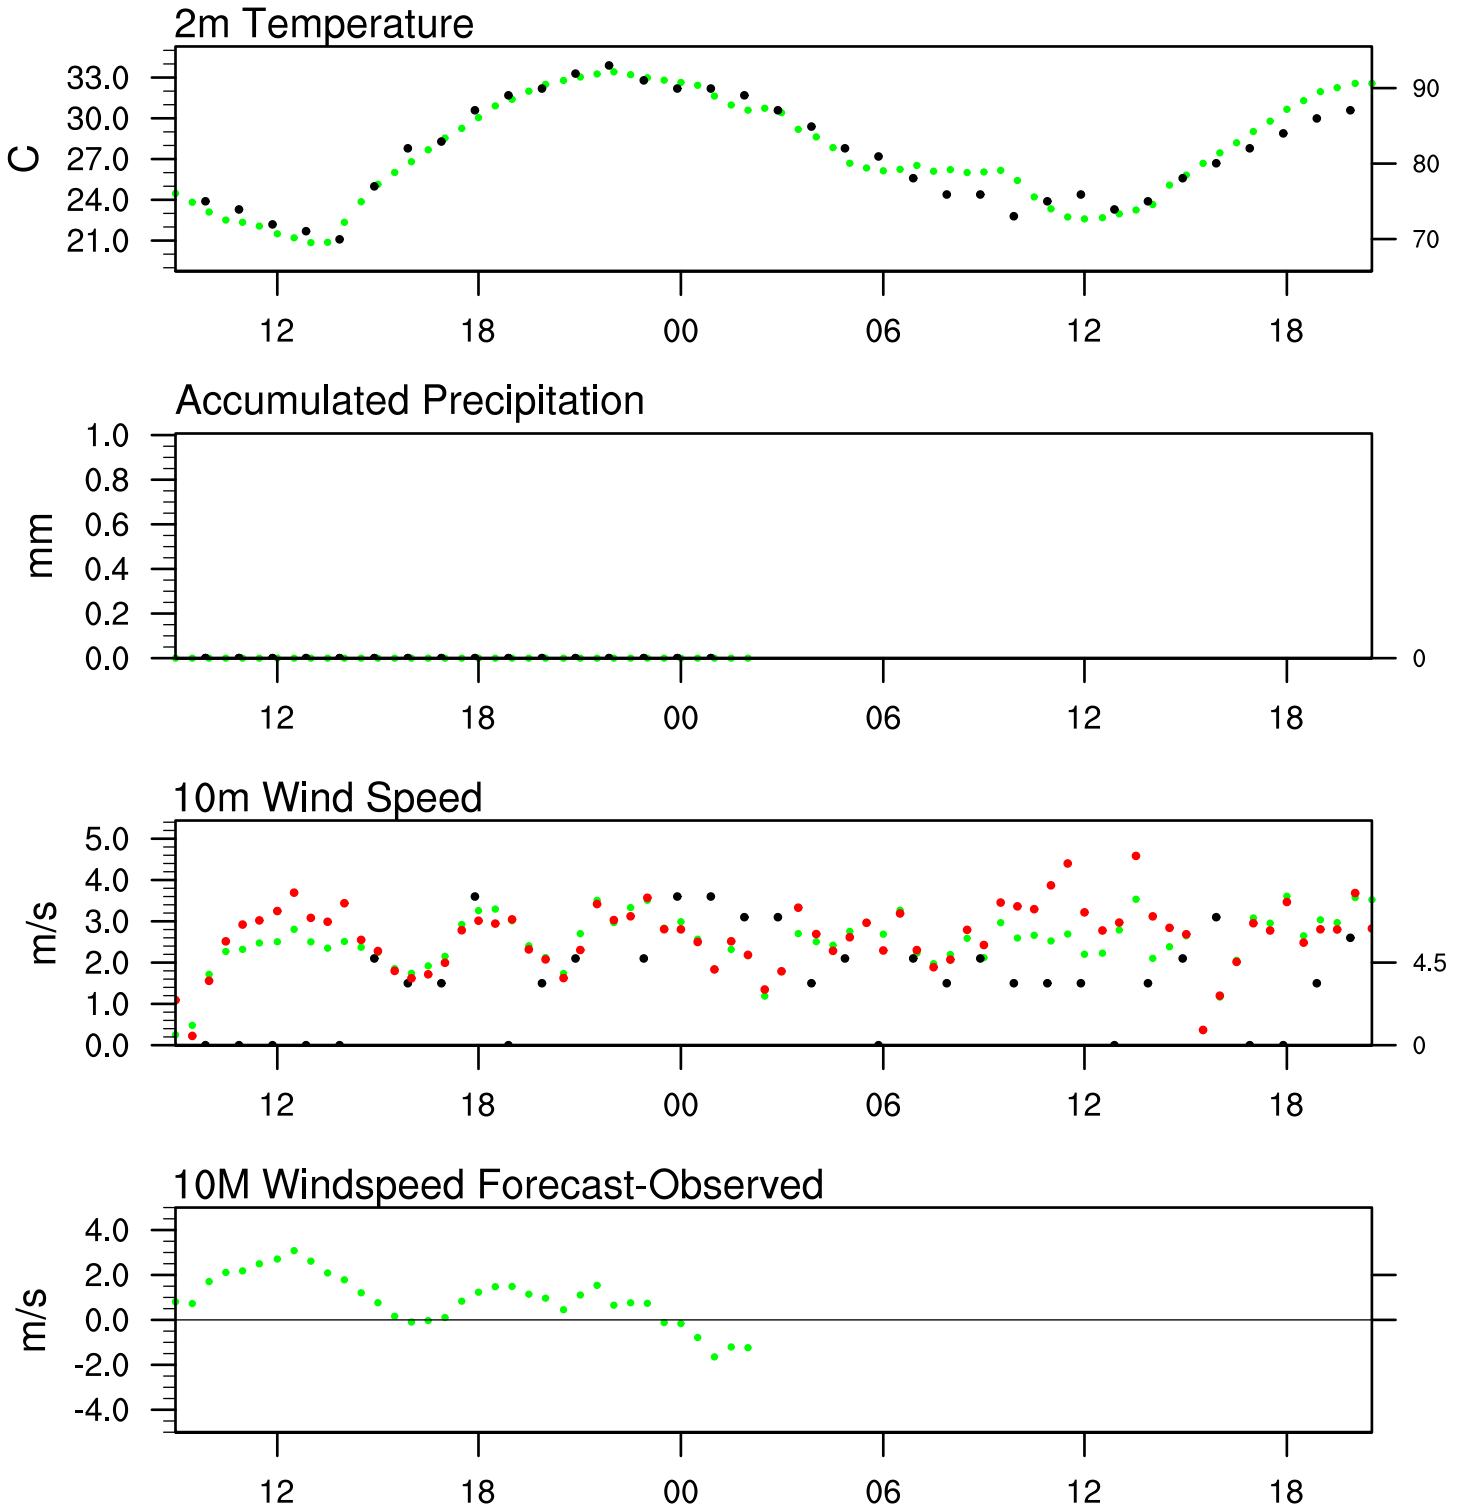 2m Temperature
33.0
30.0
27.0
24.0
21.0
C
90
80
70
12 18 00 06 12 18
Accumulated Precipitation
1.0
0.8
0.6
0.4
0.2
0.0
mm
0
12 18 00 06 12 18
10m Wind Speed
5.0
4.0
3.0
2.0
1.0
0.0
m/s
4.5
0
12 18 00 06 12 18
10M Windspeed Forecast-Observed
4.0
2.0
0.0
-2.0
-4.0
m/s
12 18 00 06 12 18